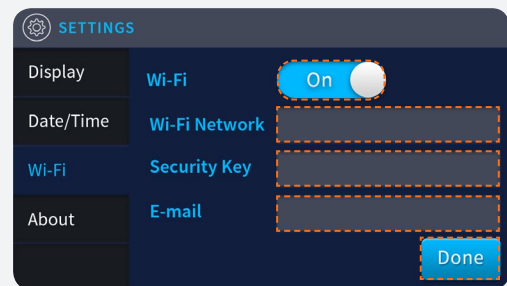 SETTINGS
Display
Date/Time
Wi-Fi
About
Wi-Fi On
Wi-Fi Network
Security Key
E-mail
Done